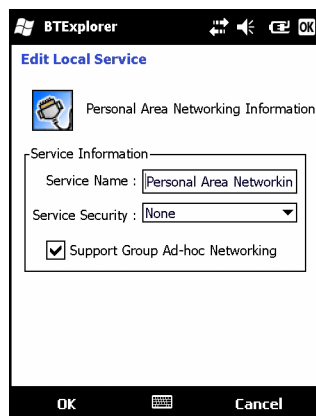 BTExplorer OK
Edit Local Service
Personal Area Networking Information
Service Information
Service Name : Personal Area Networkin
Service Security : None
Support Group Ad-hoc Networking
OK Cancel